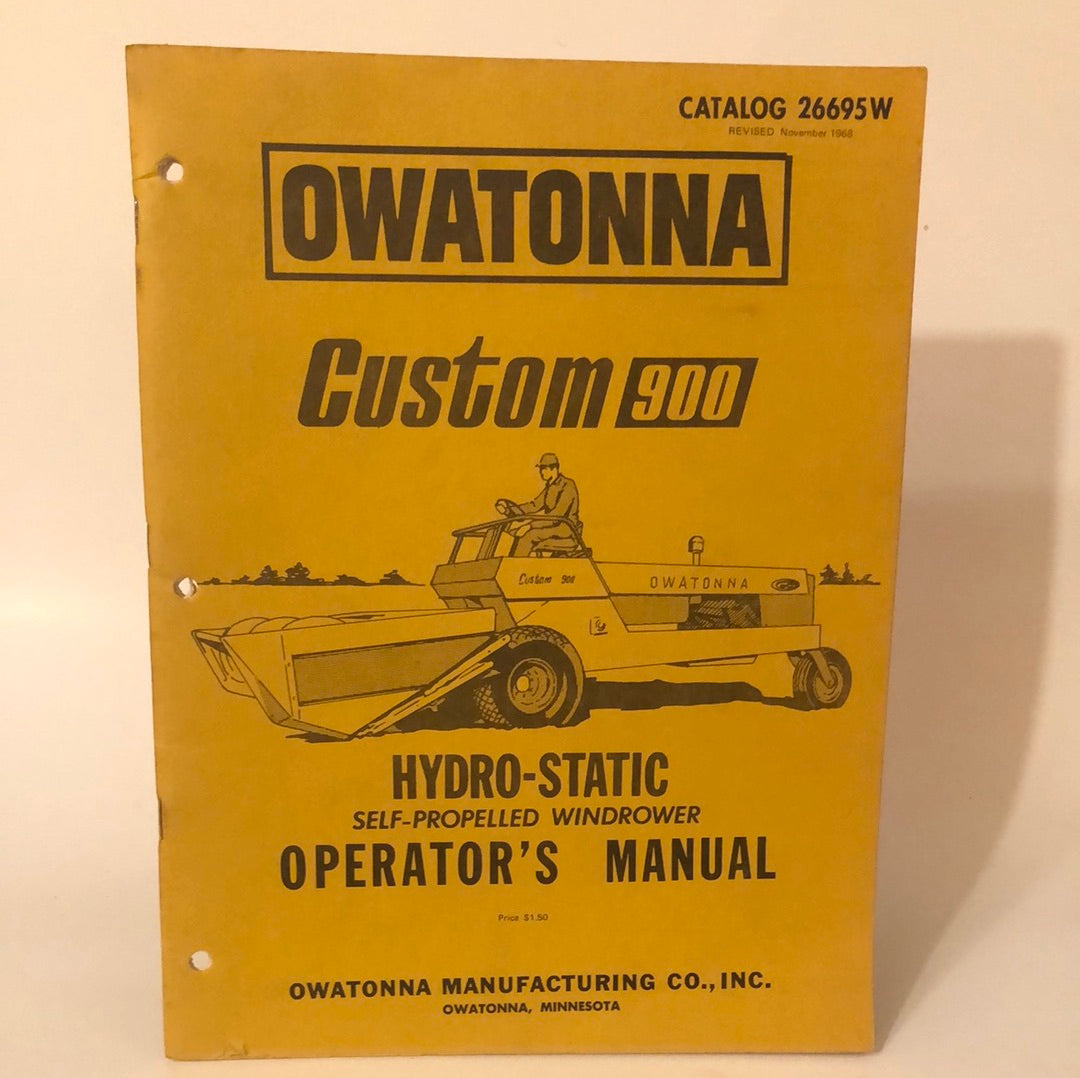 CATALOG 26695W
REVISED November 1968
OWATONNA
Custom 900
Custom 900
OWATONNA
HYDRO-STATIC
SELF-PROPELLED WINDROWER
OPERATOR'S MANUAL
Price $1.50
OWATONNA MANUFACTURING CO., INC.
OWATONNA, MINNESOTA